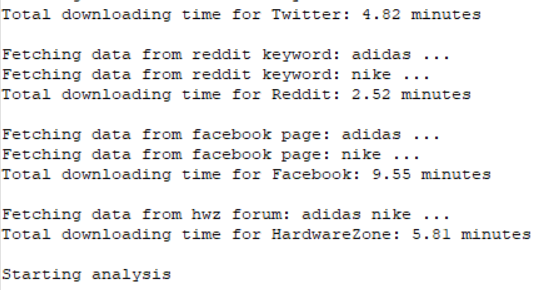 Total downloading time for Twitter: 4.82 minutes
Fetching data from reddit keyword: adidas ...
Fetching data from reddit keyword: nike ...
Total downloading time for Reddit: 2.52 minutes
Fetching data from facebook page: adidas ...
Fetching data from facebook page: nike ...
Total downloading time for Facebook: 9.55 minutes
Fetching data from hwz forum: adidas nike ...
Total downloading time for HardwareZone: 5.81 minutes
Starting analysis